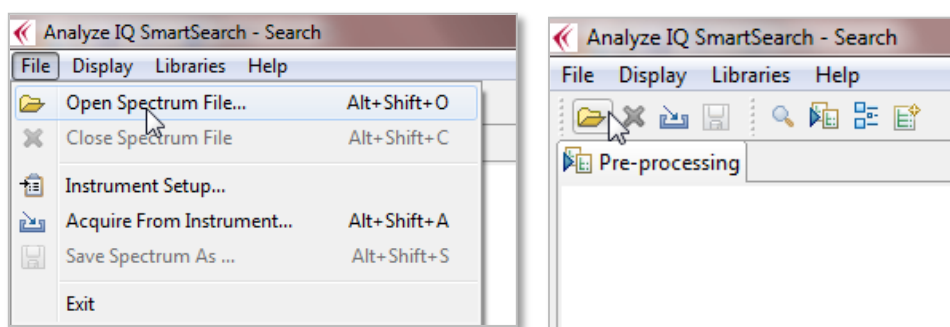 Analyze IQ SmartSearch - Search
File Display Libraries Help
Open Spectrum File... Alt+Shift+O
Close Spectrum File Alt+Shift+C
Instrument Setup...
Acquire From Instrument... Alt+Shift+A
Save Spectrum As ... Alt+Shift+S
Exit
Analyze IQ SmartSearch - Search
File Display Libraries Help
Pre-processing